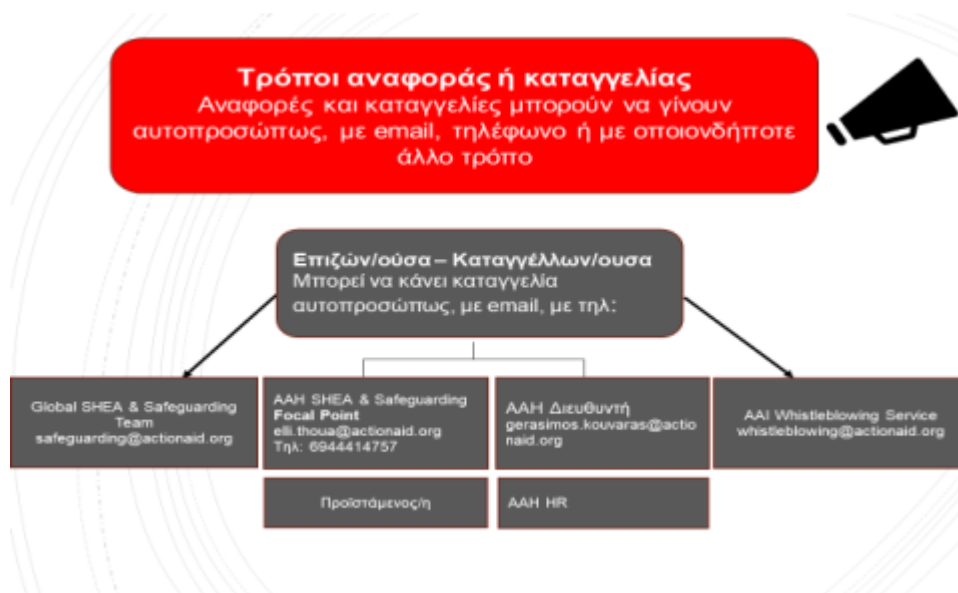 Τρόποι αναφοράς ή καταγγελίας
Αναφορές και καταγγελίες μπορούν να γίνουν
αυτοπροσώπως, με email, τηλέφωνο ή με οποιονδήποτε
άλλο τρόπο
Επιζών/ούσα – Καταγγέλλων/ουσα
Μπορεί να κάνει καταγγελία
αυτοπροσώπως, με email, με τηλ:
Global SHEA & Safeguarding
Team
safeguarding@actionaid.org
AAH SHEA & Safeguarding
Focal Point
elli.thoua@actionaid.org
Τηλ: 6944414757
ΑΑΗ Διευθυντή
gerasimos.kouvaras@actio
naid.org
AAI Whistleblowing Service
whistleblowing@actionaid.org
Προϊστάμενος/η
AAH HR